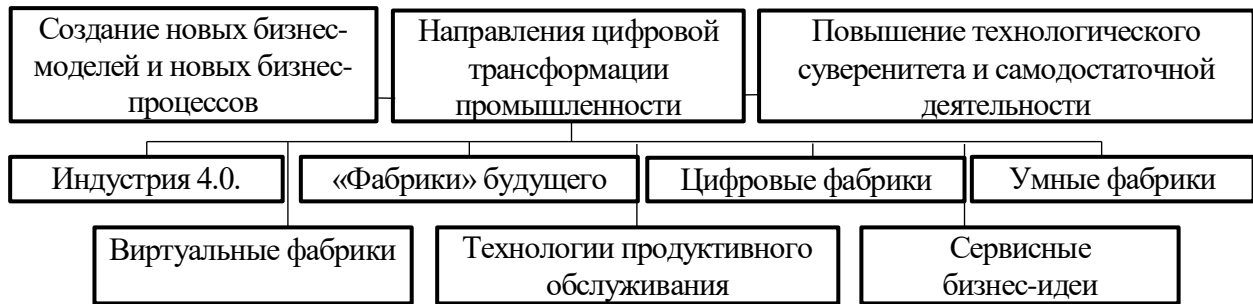 Создание новых бизнес-
моделей и новых бизнес-
процессов
Направления цифровой
трансформации
промышленности
Повышение технологического
суверенитета и самодостаточной
деятельности
Индустрия 4.0.
«Фабрики» будущего
Цифровые фабрики
Умные фабрики
Виртуальные фабрики
Технологии продуктивного
обслуживания
Сервисные
бизнес-идеи